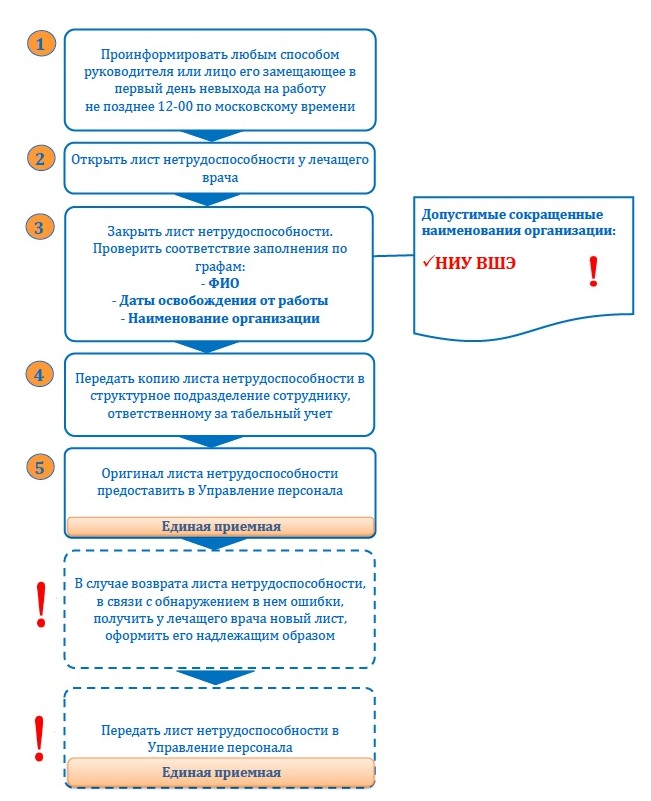 1
Проинформировать любым способом
руководителя или лицо его замещающее в
первый день невыхода на работу
не позднее 12-00 по московскому времени
2
Открыть лист нетрудоспособности у лечащего
врача
3
Закрыть лист нетрудоспособности.
Проверить соответствие заполнения по
графам:
- ФИО
- Даты освобождения от работы
- Наименование организации
Допустимые сокращенные
наименования организации:
✓НИУ ВШЭ
!
4
Передать копию листа нетрудоспособности в
структурное подразделение сотруднику,
ответственному за табельный учет
5
Оригинал листа нетрудоспособности
предоставить в Управление персонала
Единая приемная
!
В случае возврата листа нетрудоспособности,
в связи с обнаружением в нем ошибки,
получить у лечащего врача новый лист,
оформить его надлежащим образом
!
Передать лист нетрудоспособности в
Управление персонала
Единая приемная